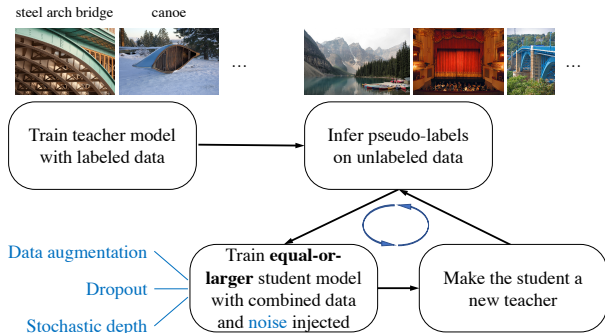 steel arch bridge canoe
... ...
Train teacher model
with labeled data
Infer pseudo-labels
on unlabeled data
Data augmentation
Dropout
Stochastic depth
Train equal-or-
larger student model
with combined data
and noise injected
Make the student a
new teacher